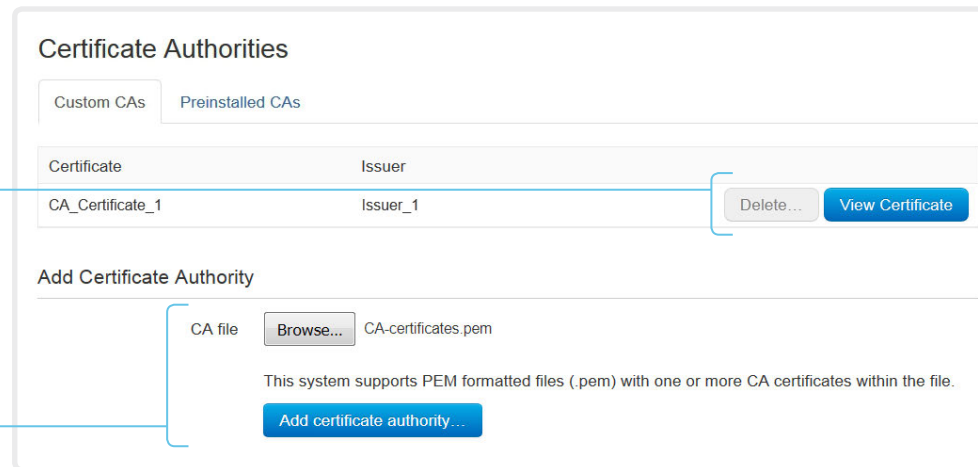 Certificate Authorities
Custom CAs Preinstalled CAs
Certificate Issuer
CA_Certificate_1 Issuer_1 Delete... View Certificate
Add Certificate Authority
CA file Browse... CA-certificates.pem
This system supports PEM formatted files (.pem) with one or more CA certificates within the file.
Add certificate authority...